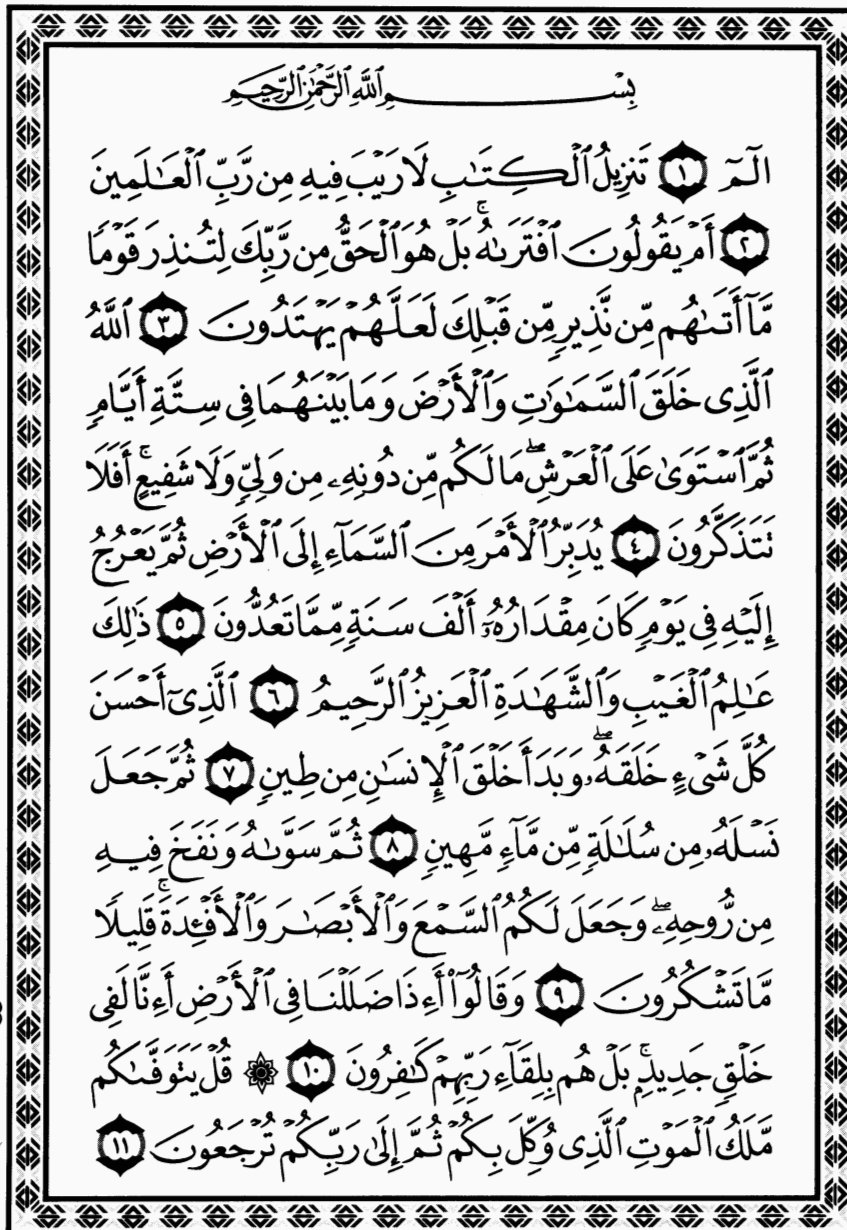 بِسْمِ ٱللَّهِ ٱلرَّحْمَٰنِ ٱلرَّحِيمِ
الٓمٓ ١ تَنزِيلُ ٱلْكِتَٰبِ لَا رَيْبَ فِيهِ مِن رَّبِّ ٱلْعَٰلَمِينَ
٢ أَمْ يَقُولُونَ ٱفْتَرَىٰهُ ۚ بَلْ هُوَ ٱلْحَقُّ مِن رَّبِّكَ لِتُنذِرَ قَوْمًا
مَّآ أَتَىٰهُم مِّن نَّذِيرٍ مِّن قَبْلِكَ لَعَلَّهُمْ يَهْتَدُونَ ٣ ٱللَّهُ
ٱلَّذِى خَلَقَ ٱلسَّمَٰوَٰتِ وَٱلْأَرْضَ وَمَا بَيْنَهُمَا فِى سِتَّةِ أَيَّامٍ
ثُمَّ ٱسْتَوَىٰ عَلَى ٱلْعَرْشِ ۖ مَا لَكُم مِّن دُونِهِۦ مِن وَلِىٍّ وَلَا شَفِيعٍ ۚ أَفَلَا
تَتَذَكَّرُونَ ٤ يُدَبِّرُ ٱلْأَمْرَ مِنَ ٱلسَّمَآءِ إِلَى ٱلْأَرْضِ ثُمَّ يَعْرُجُ
إِلَيْهِ فِى يَوْمٍ كَانَ مِقْدَارُهُۥٓ أَلْفَ سَنَةٍ مِّمَّا تَعُدُّونَ ٥ ذَٰلِكَ
عَٰلِمُ ٱلْغَيْبِ وَٱلشَّهَٰدَةِ ٱلْعَزِيزُ ٱلرَّحِيمُ ٦ ٱلَّذِىٓ أَحْسَنَ
كُلَّ شَىْءٍ خَلَقَهُۥ ۖ وَبَدَأَ خَلْقَ ٱلْإِنسَٰنِ مِن طِينٍ ٧ ثُمَّ جَعَلَ
نَسْلَهُۥ مِن سُلَٰلَةٍ مِّن مَّآءٍ مَّهِينٍ ٨ ثُمَّ سَوَّىٰهُ وَنَفَخَ فِيهِ
مِن رُّوحِهِۦ ۖ وَجَعَلَ لَكُمُ ٱلسَّمْعَ وَٱلْأَبْصَٰرَ وَٱلْأَفْـِٔدَةَ ۚ قَلِيلًا
مَّا تَشْكُرُونَ ٩ وَقَالُوٓا۟ أَءِذَا ضَلَلْنَا فِى ٱلْأَرْضِ أَءِنَّا لَفِى
خَلْقٍ جَدِيدٍۭ ۚ بَلْ هُم بِلِقَآءِ رَبِّهِمْ كَٰفِرُونَ ١٠ ۞ قُلْ يَتَوَفَّىٰكُم
مَّلَكُ ٱلْمَوْتِ ٱلَّذِى وُكِّلَ بِكُمْ ثُمَّ إِلَىٰ رَبِّكُمْ تُرْجَعُونَ ١١